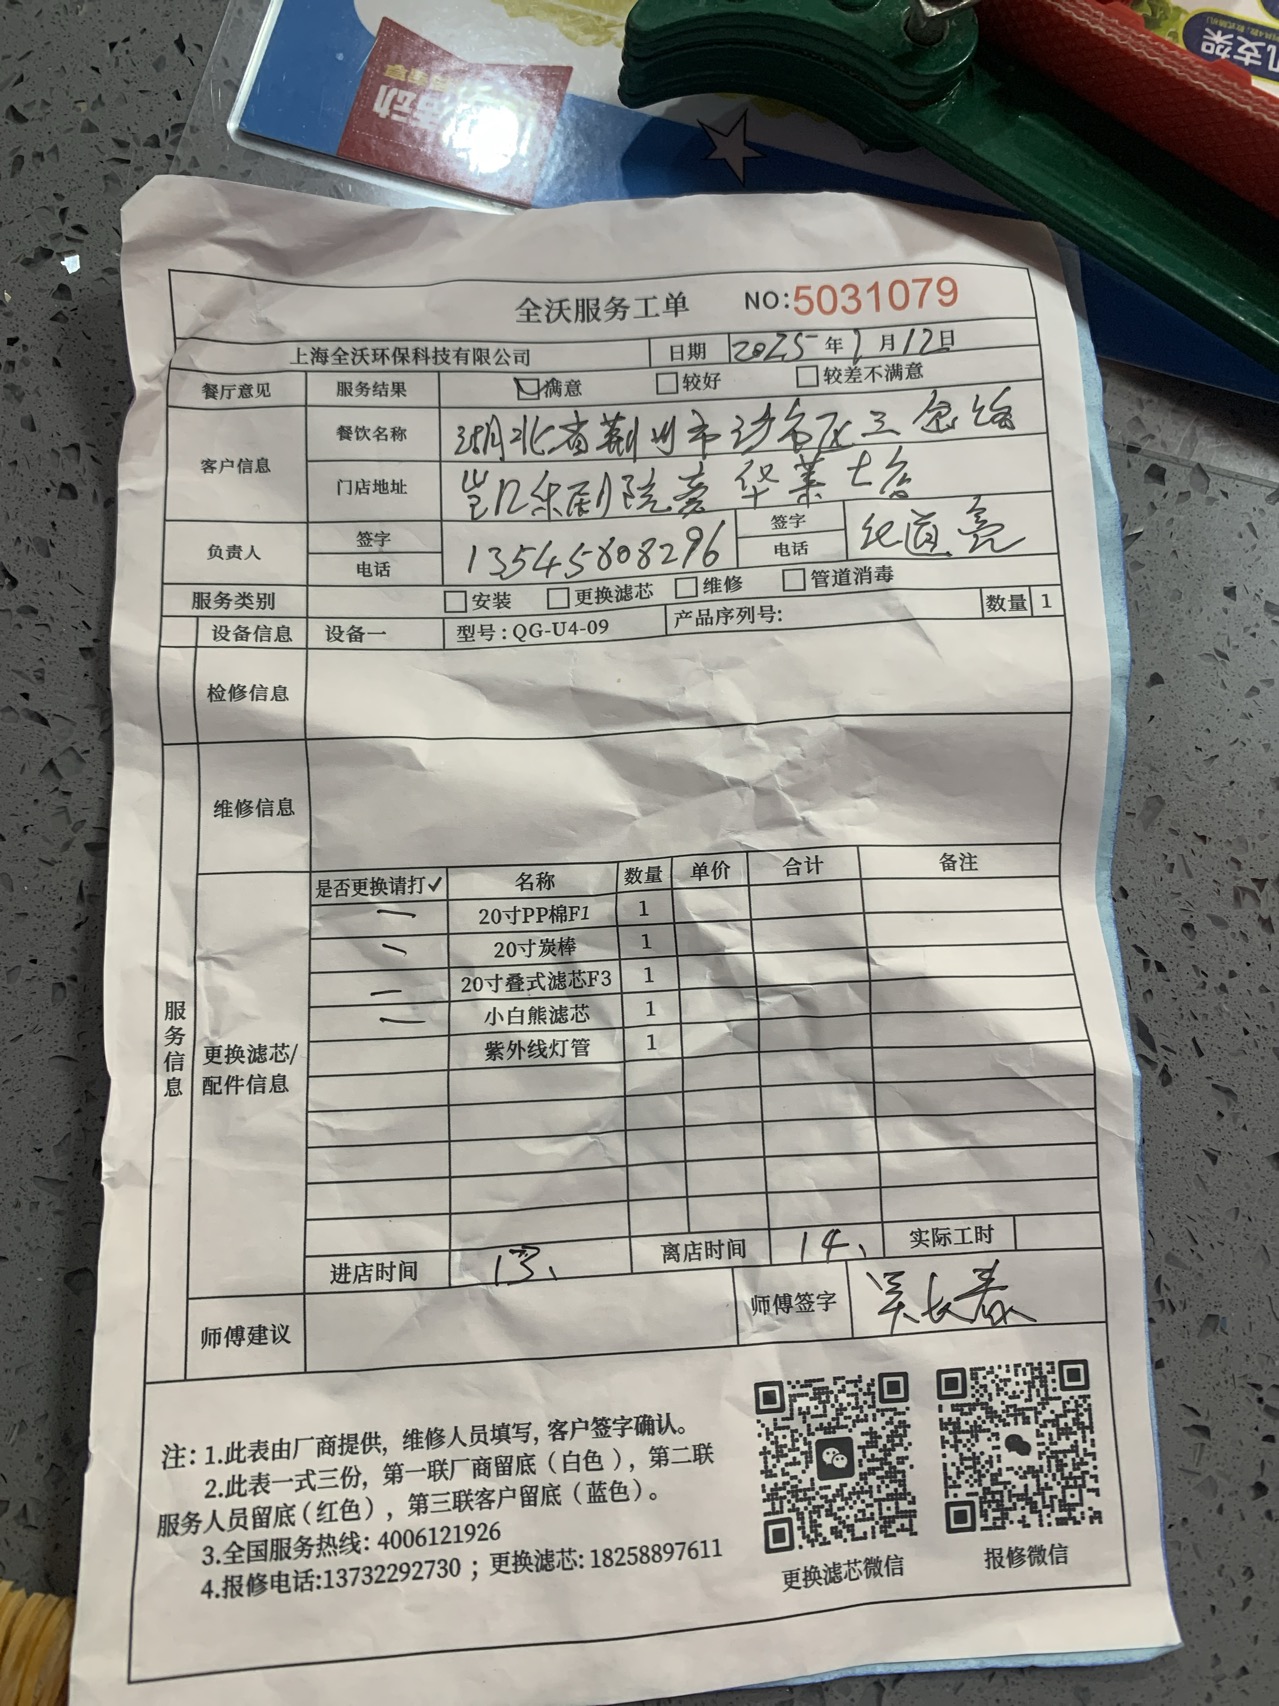 机支架
全沃服务工单 NO:5031079
上海全沃环保科技有限公司 日期 2025年1月12日
餐厅意见 服务结果 ☑满意 □较好 □较差不满意
客户信息 餐饮名称 湖北省荆州市沙市区三
门店地址 凯乐剧院旁华莱士店
负责人 签字 电话 13545808296 签字 电话 道亮
服务类别 □安装 □更换滤芯 □维修 □管道消毒
设备信息 设备一 型号:QG-U4-09 产品序列号: 数量 1
检修信息
维修信息
服务信息
更换滤芯/配件信息
是否更换请打✓ 名称 数量 单价 合计 备注
一 20寸PP棉F1 1
一 20寸炭棒 1
一 20寸叠式滤芯F3 1
一 小白熊滤芯 1
紫外线灯管 1
进店时间 13、 离店时间 14、 实际工时
师傅建议 师傅签字 吴长春
注: 1.此表由厂商提供, 维修人员填写, 客户签字确认。
2.此表一式三份, 第一联厂商留底（白色）, 第二联
服务人员留底（红色）, 第三联客户留底（蓝色）。
3.全国服务热线: 4006121926
4.报修电话:13732292730 ; 更换滤芯: 18258897611
更换滤芯微信 报修微信